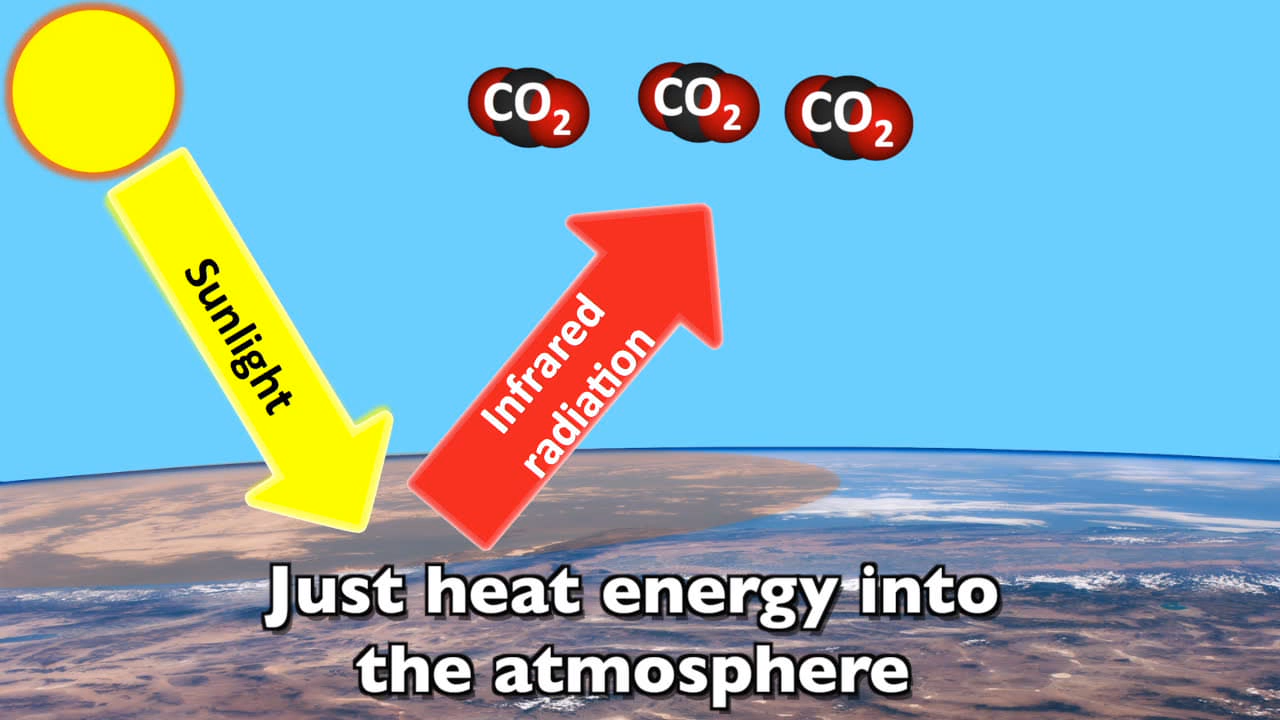 CO₂
CO₂
CO₂
Sunlight
Infrared
radiation
Just heat energy into
the atmosphere